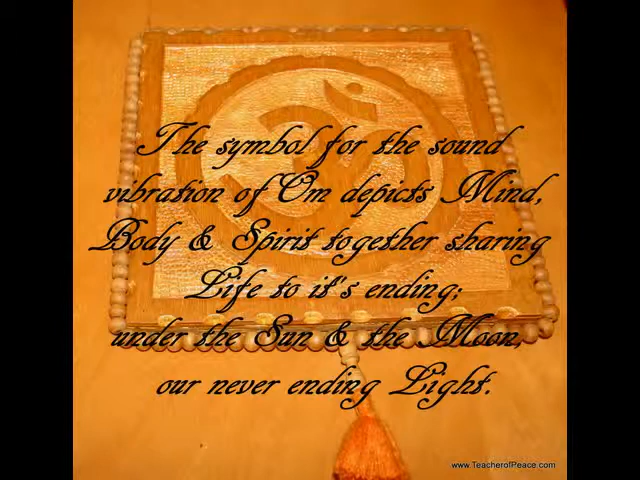 The symbol for the sound
vibration of Om depicts Mind,
Body & Spirit together sharing
Life to it's ending;
under the Sun & the Moon,
our never ending Light.
www.TeacherofPeace.com